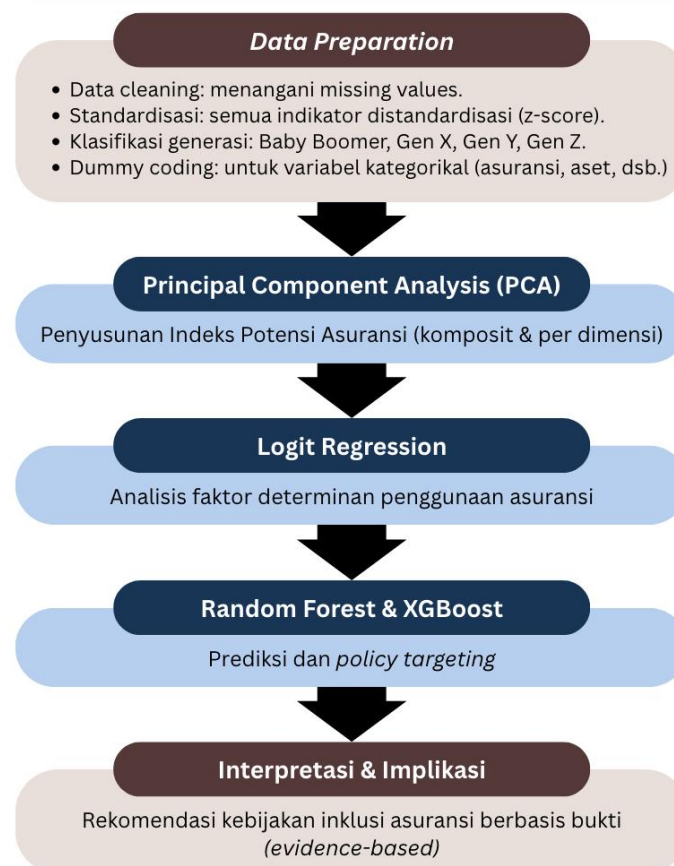 Data Preparation
• Data cleaning: menangani missing values.
• Standardisasi: semua indikator distandardisasi (z-score).
• Klasifikasi generasi: Baby Boomer, Gen X, Gen Y, Gen Z.
• Dummy coding: untuk variabel kategorikal (asuransi, aset, dsb.)
Principal Component Analysis (PCA)
Penyusunan Indeks Potensi Asuransi (komposit & per dimensi)
Logit Regression
Analisis faktor determinan penggunaan asuransi
Random Forest & XGBoost
Prediksi dan policy targeting
Interpretasi & Implikasi
Rekomendasi kebijakan inklusi asuransi berbasis bukti
(evidence-based)